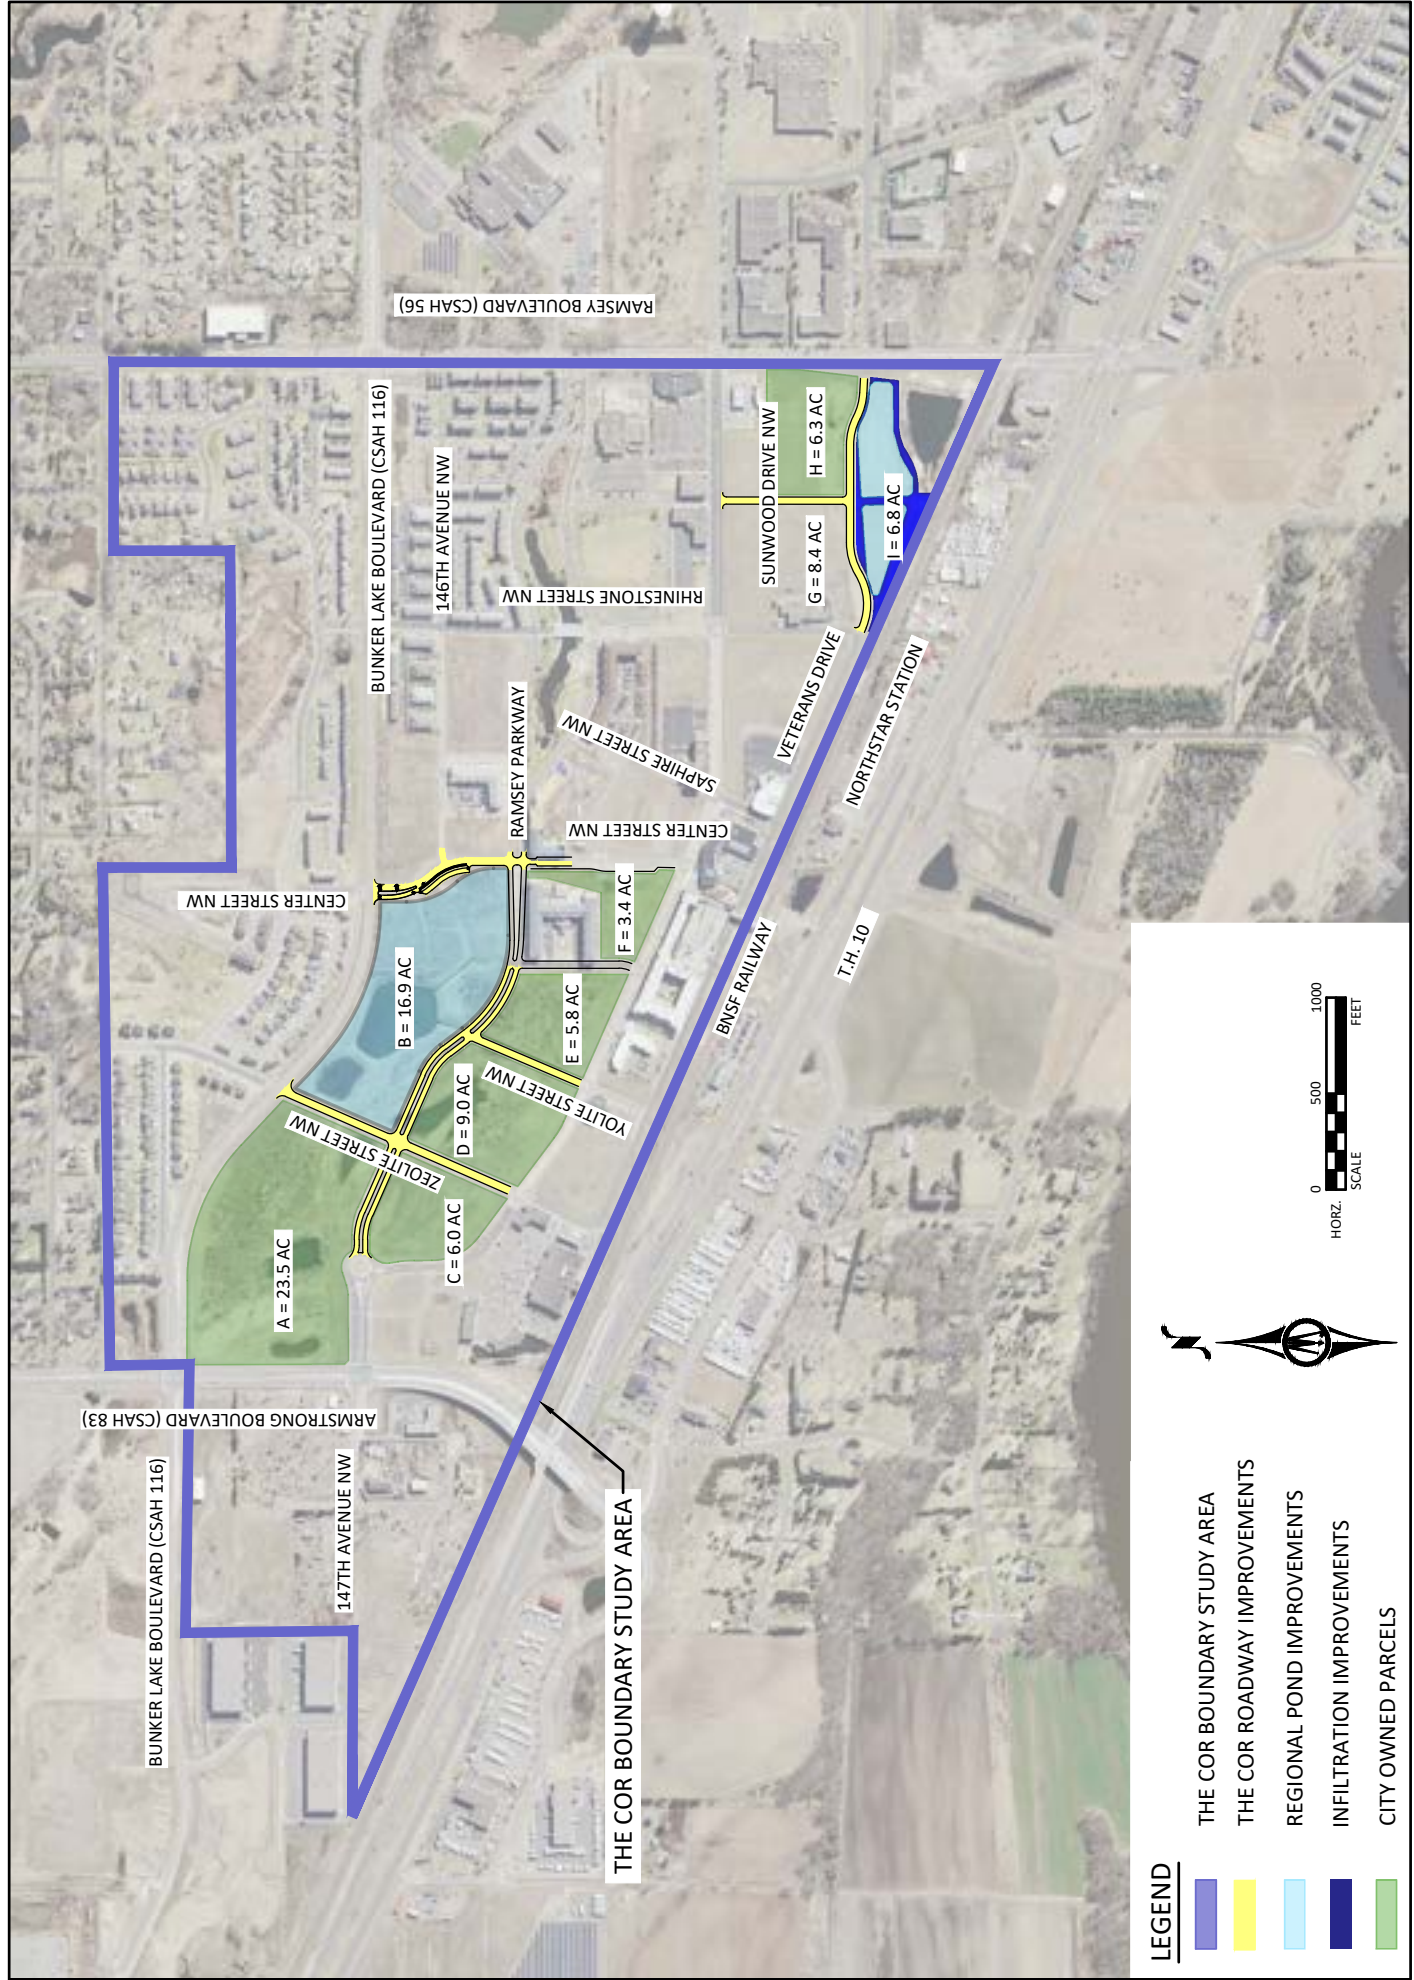 BUNKER LAKE BOULEVARD (CSAH 116)
ARMSTRONG BOULEVARD (CSAH 83)
147TH AVENUE NW
A = 23.5 AC
ZEOLITE STREET NW
C = 6.0 AC
B = 16.9 AC
D = 9.0 AC
YOLITE STREET NW
E = 5.8 AC
CENTER STREET NW
F = 3.4 AC
BUNKER LAKE BOULEVARD (CSAH 116)
146TH AVENUE NW
RAMSEY PARKWAY
CENTER STREET NW
SAPHIRE STREET NW
RHINESTONE STREET NW
RAMSEY BOULEVARD (CSAH 56)
SUNWOOD DRIVE NW
G = 8.4 AC
H = 6.3 AC
I = 6.8 AC
VETERANS DRIVE
NORTHSTAR STATION
BNSF RAILWAY
T.H. 10
THE COR BOUNDARY STUDY AREA
LEGEND
THE COR BOUNDARY STUDY AREA
THE COR ROADWAY IMPROVEMENTS
REGIONAL POND IMPROVEMENTS
INFILTRATION IMPROVEMENTS
CITY OWNED PARCELS
N
0 500 1000
HORZ.
SCALE FEET